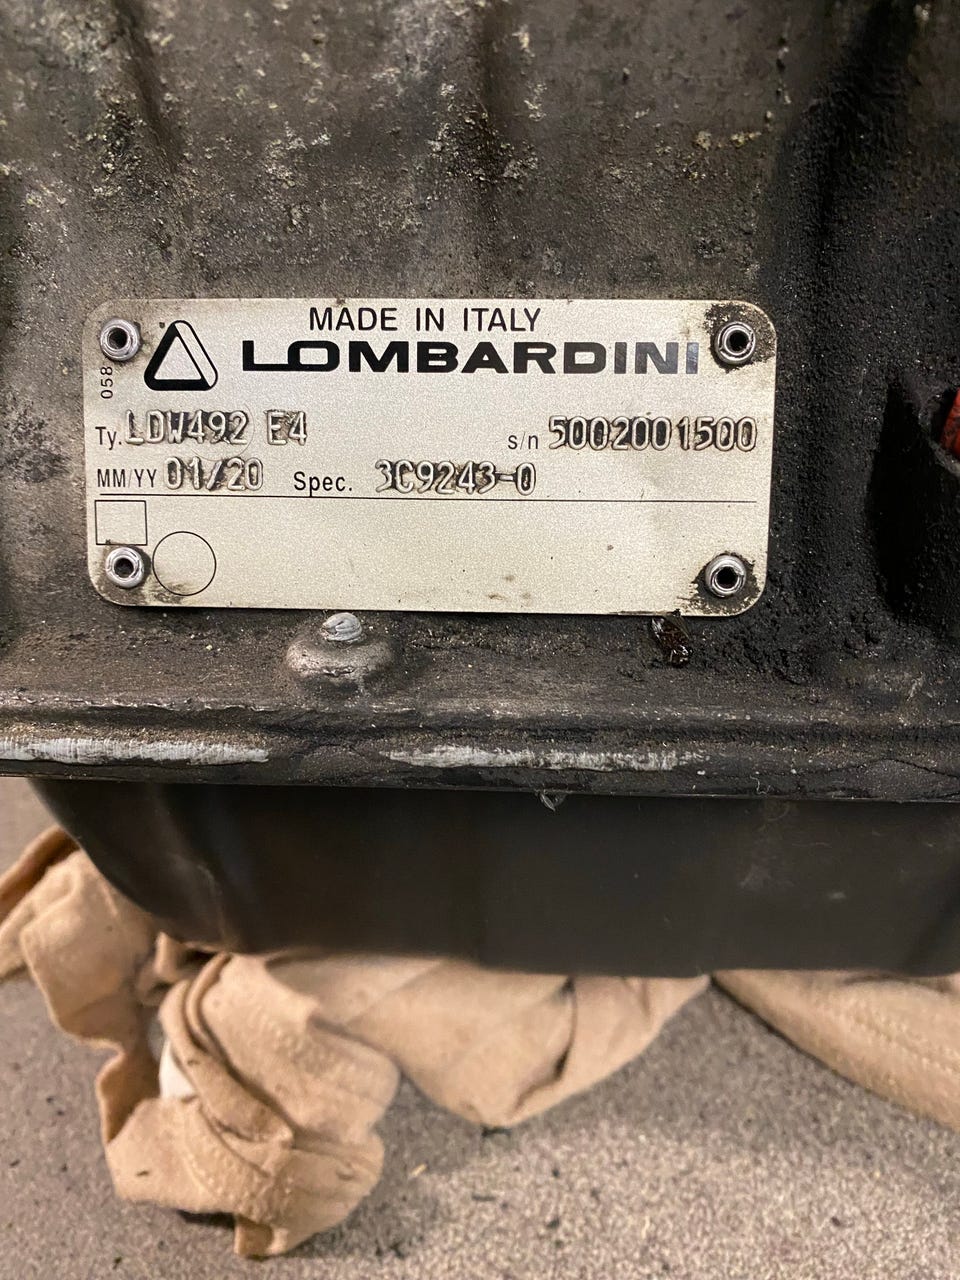 MADE IN ITALY
LOMBARDINI
058
Ty. LDW492 E4 s/n 5002001500
MM/YY 01/20 Spec. 3C9243-0